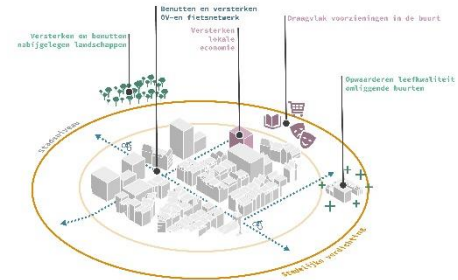 Benutten en versterken
OV-en fietsnetwerk
Draagvlak voorzieningen in de buurt
Versterken en benutten
nabijgelegen landschappen
Versterken
lokale
economie
Opwaarderen leefkwaliteit
omliggende buurten
Stadsniveau
Stedelijke verdichting